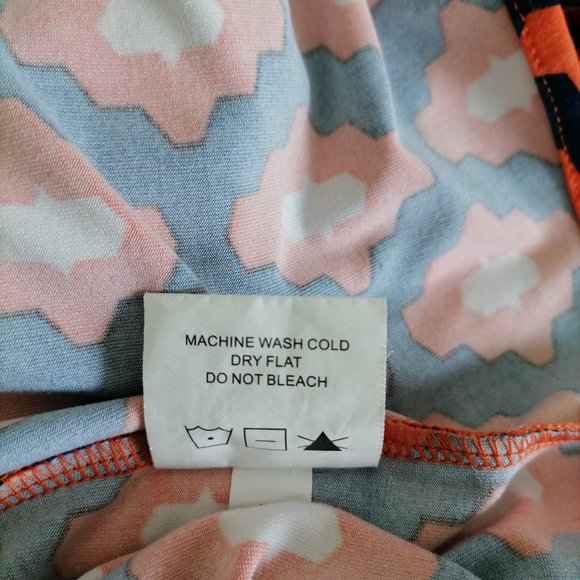 MACHINE WASH COLD
DRY FLAT
DO NOT BLEACH